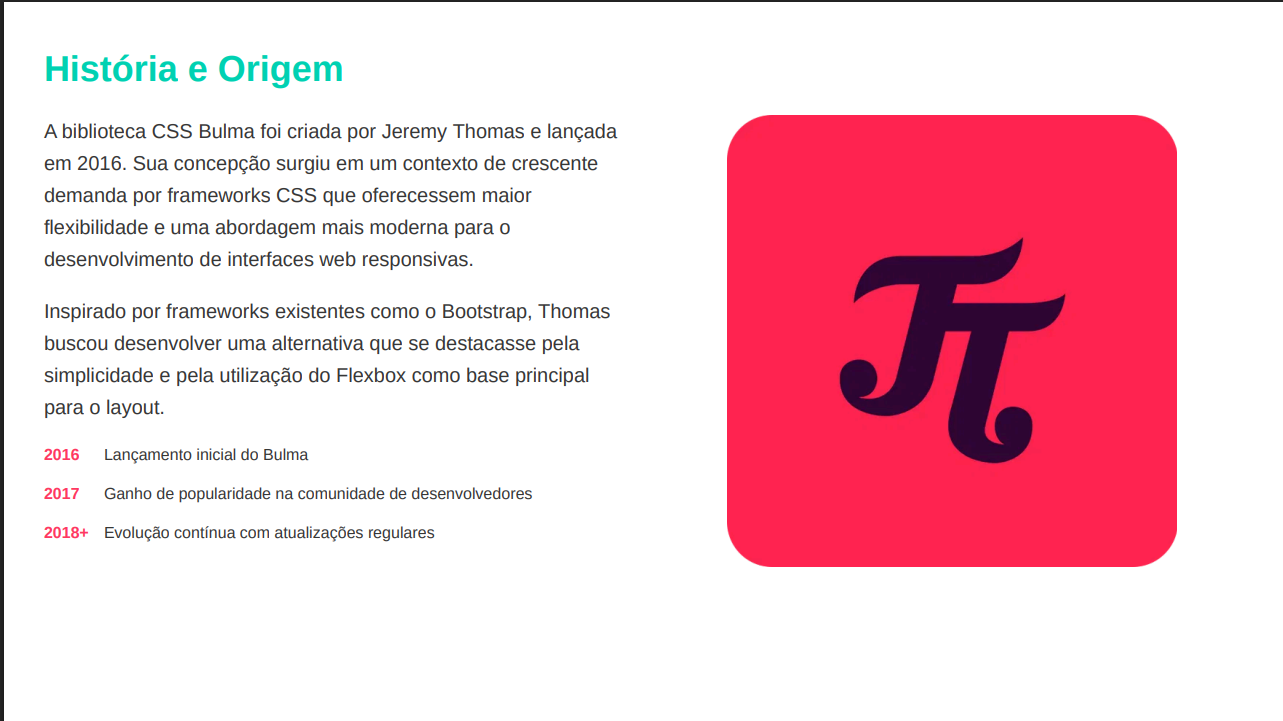 História e Origem
A biblioteca CSS Bulma foi criada por Jeremy Thomas e lançada
em 2016. Sua concepção surgiu em um contexto de crescente
demanda por frameworks CSS que oferecessem maior
flexibilidade e uma abordagem mais moderna para o
desenvolvimento de interfaces web responsivas.
Inspirado por frameworks existentes como o Bootstrap, Thomas
buscou desenvolver uma alternativa que se destacasse pela
simplicidade e pela utilização do Flexbox como base principal
para o layout.
2016 Lançamento inicial do Bulma
2017 Ganho de popularidade na comunidade de desenvolvedores
2018+ Evolução contínua com atualizações regulares